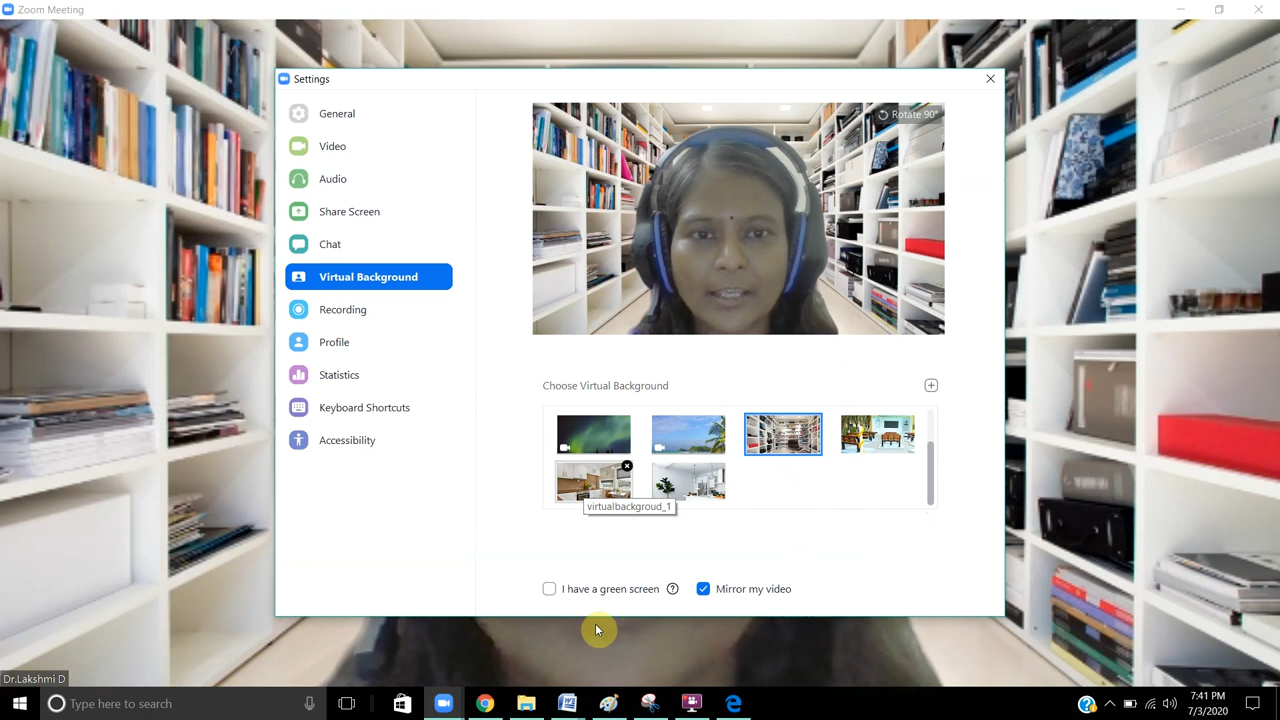 Zoom Meeting
Settings
General
Video
Audio
Share Screen
Chat
Virtual Background
Recording
Profile
Statistics
Keyboard Shortcuts
Accessibility
Rotate 90°
Choose Virtual Background
virtualbackgroud_1
I have a green screen
Mirror my video
Dr.Lakshmi D
Type here to search
7:41 PM
7/3/2020